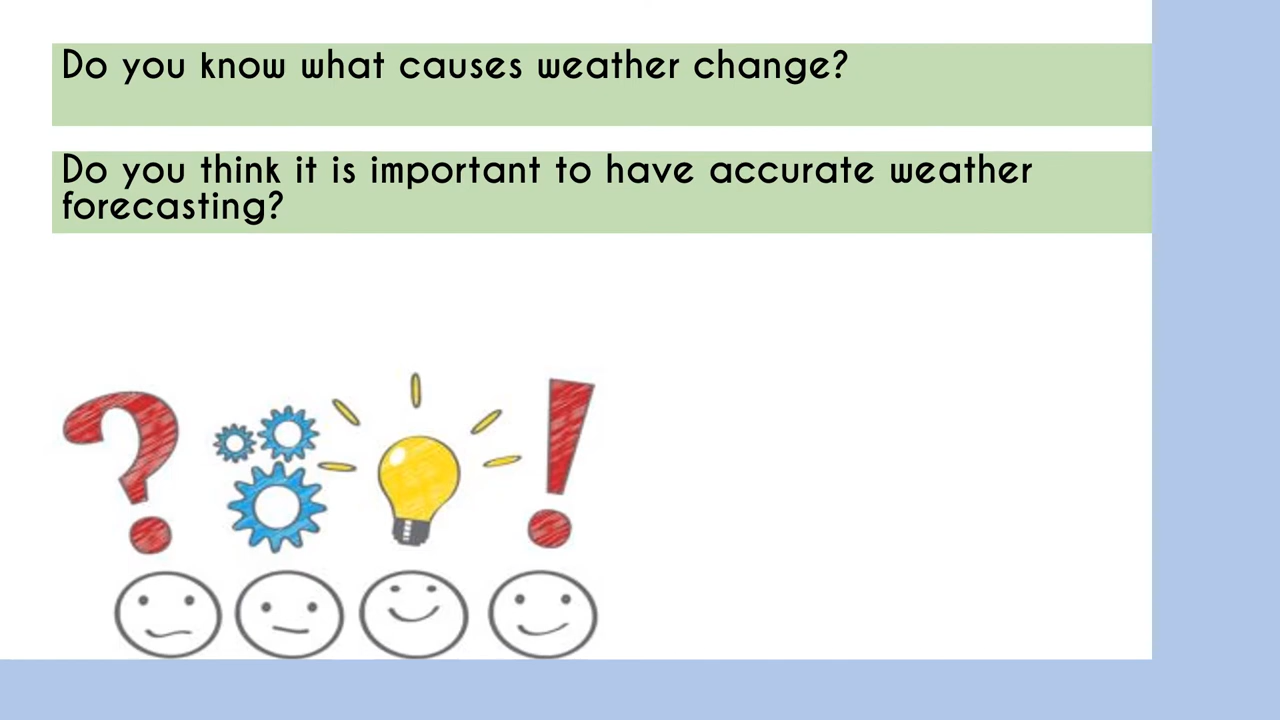 Do you know what causes weather change?
Do you think it is important to have accurate weather
forecasting?